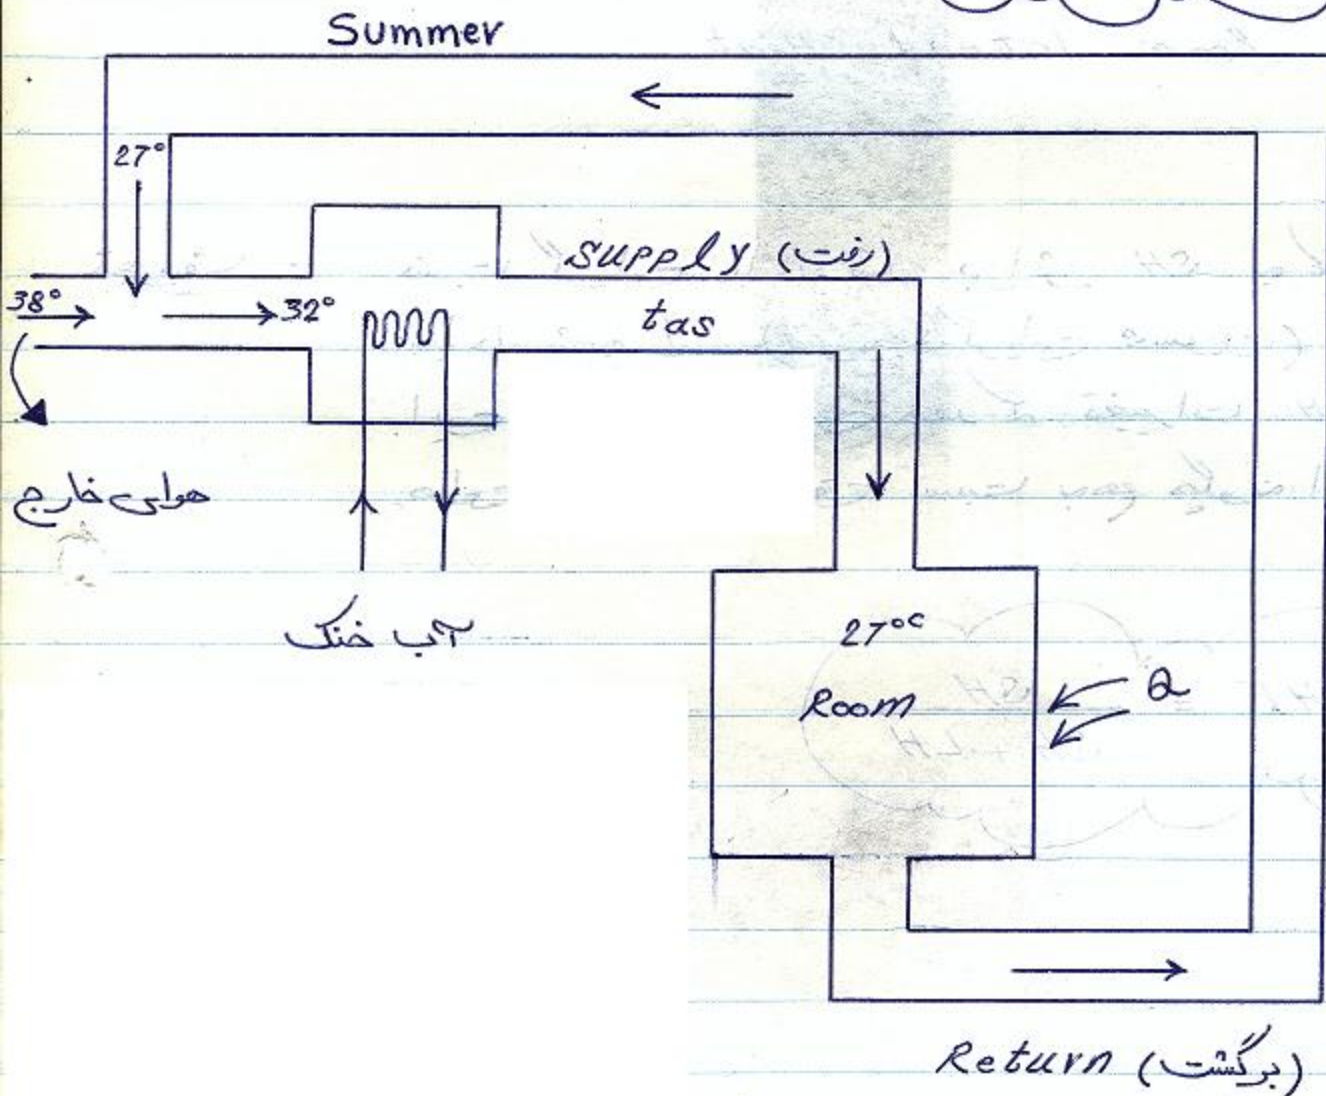 Summer
27°
SUPPLY (رفت)
38°
32°
tas
هوای خارج
آب خنک
27°C
Room
Q
Return (برگشت)